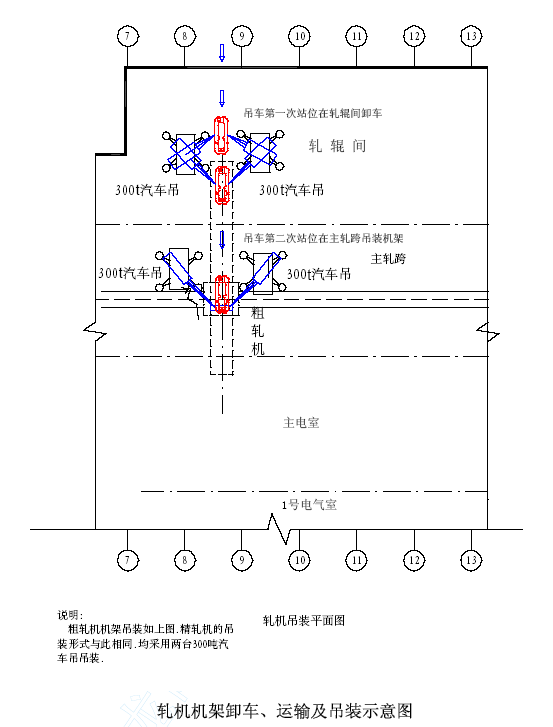 7 8 9 10 11 12 13
吊车第一次站位在轧辊间卸车
轧 辊 间
300t汽车吊 300t汽车吊
吊车第二次站位在主轧跨吊装机架
主轧跨
300t汽车吊 300t汽车吊
粗
轧
机
主电室
1号电气室
7 8 9 10 11 12 13
说明:
粗轧机机架吊装如上图.精轧机的吊
装形式与此相同.均采用两台300吨汽
车吊吊装.
轧机吊装平面图
轧机机架卸车、运输及吊装示意图